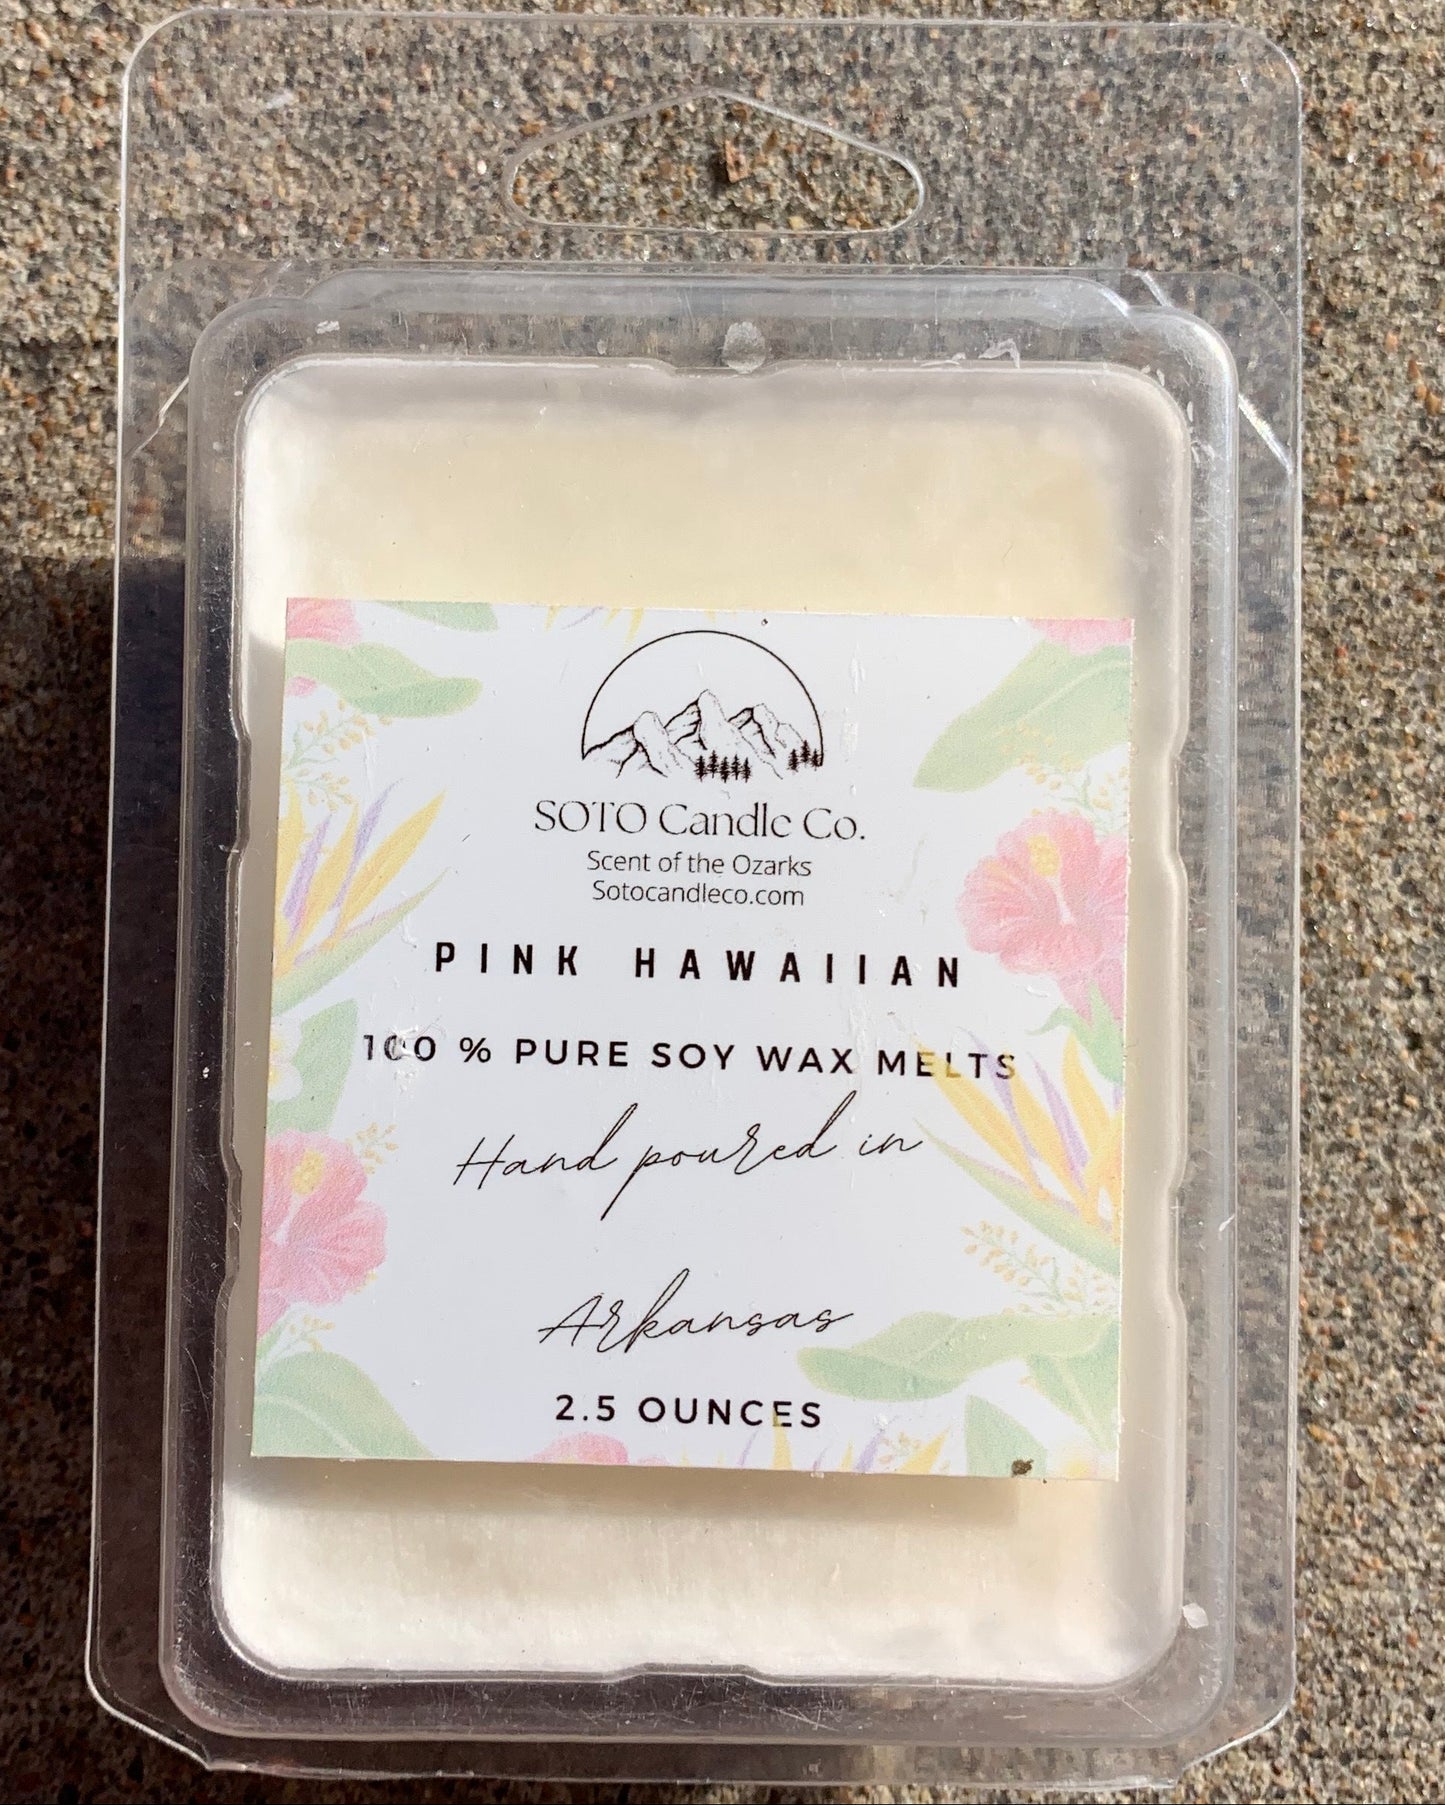 SOTO Candle Co.
Scent of the Ozarks
Sotocandleco.com
PINK HAWAIIAN
100 % PURE SOY WAX MELTS
Hand poured in
Arkansas
2.5 OUNCES